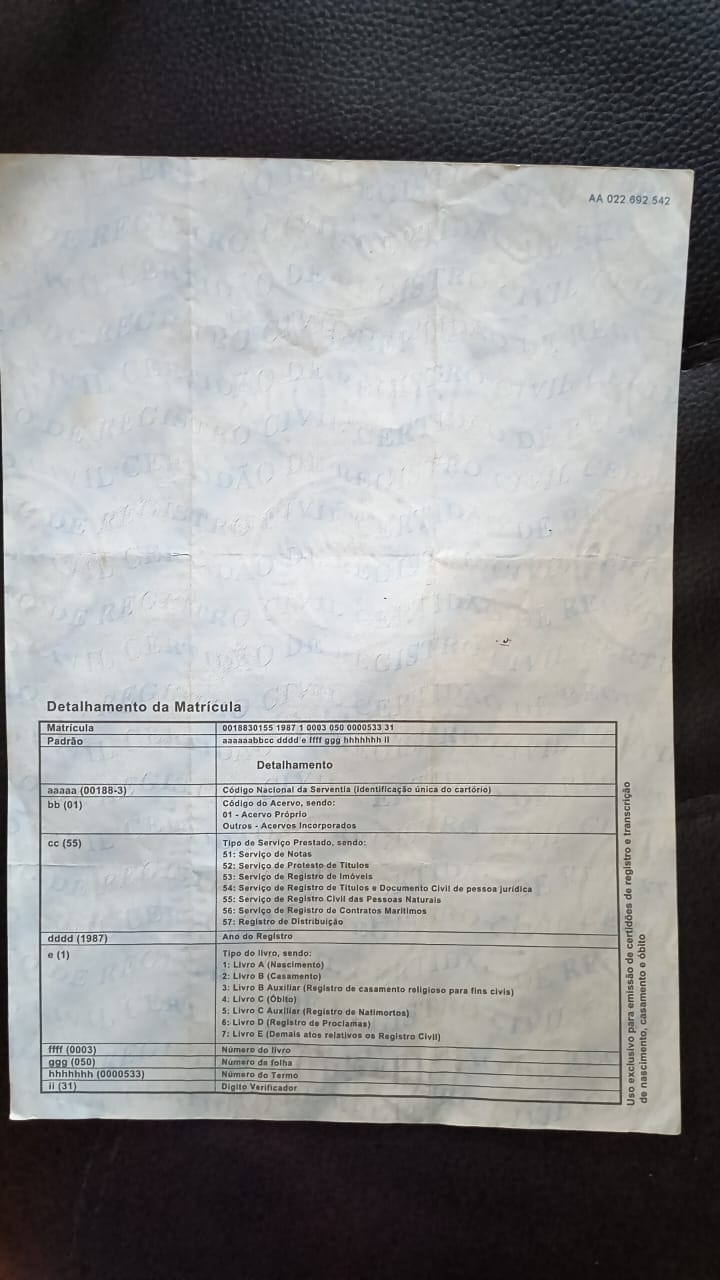 AA 022.692.542
Detalhamento da Matrícula
Matrícula 0018830155 1987 1 0003 050 0000533 31
Padrão aaaaaabbcc dddd e ffff ggg hhhhhhh ii
Detalhamento
aaaaa (00188-3) Código Nacional da Serventia (Identificação única do cartório)
bb (01) Código do Acervo, sendo:
01 - Acervo Próprio
Outros - Acervos Incorporados
cc (55) Tipo de Serviço Prestado, sendo:
51: Serviço de Notas
52: Serviço de Protesto de Títulos
53: Serviço de Registro de Imóveis
54: Serviço de Registro de Títulos e Documento Civil de pessoa jurídica
55: Serviço de Registro Civil das Pessoas Naturais
56: Serviço de Registro de Contratos Marítimos
57: Registro de Distribuição
dddd (1987) Ano do Registro
e (1) Tipo do livro, sendo:
1: Livro A (Nascimento)
2: Livro B (Casamento)
3: Livro B Auxiliar (Registro de casamento religioso para fins civis)
4: Livro C (Óbito)
5: Livro C Auxiliar (Registro de Natimortos)
6: Livro D (Registro de Proclamas)
7: Livro E (Demais atos relativos os Registro Civil)
ffff (0003) Número do livro
ggg (050) Número da folha
hhhhhhh (0000533) Número do Termo
ii (31) Dígito Verificador
Uso exclusivo para emissão de certidões de registro e transcrição
de nascimento, casamento e óbito